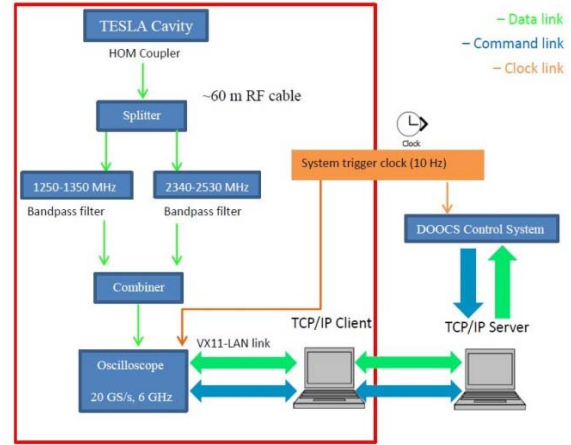 TESLA Cavity
HOM Coupler
~60 m RF cable
Splitter
1250-1350 MHz
2340-2530 MHz
Bandpass filter
Bandpass filter
Combiner
VX11-LAN link
Oscilloscope
20 GS/s, 6 GHz
TCP/IP Client
– Data link
– Command link
– Clock link
Clock
System trigger clock (10 Hz)
DOOCS Control System
TCP/IP Server